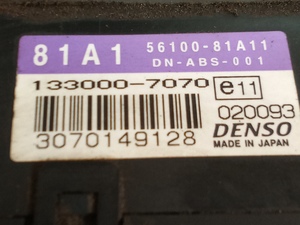 81A1 56100-81A11
DN-ABS-001
133000-7070 e11
020093
3070149128 DENSO
MADE IN JAPAN